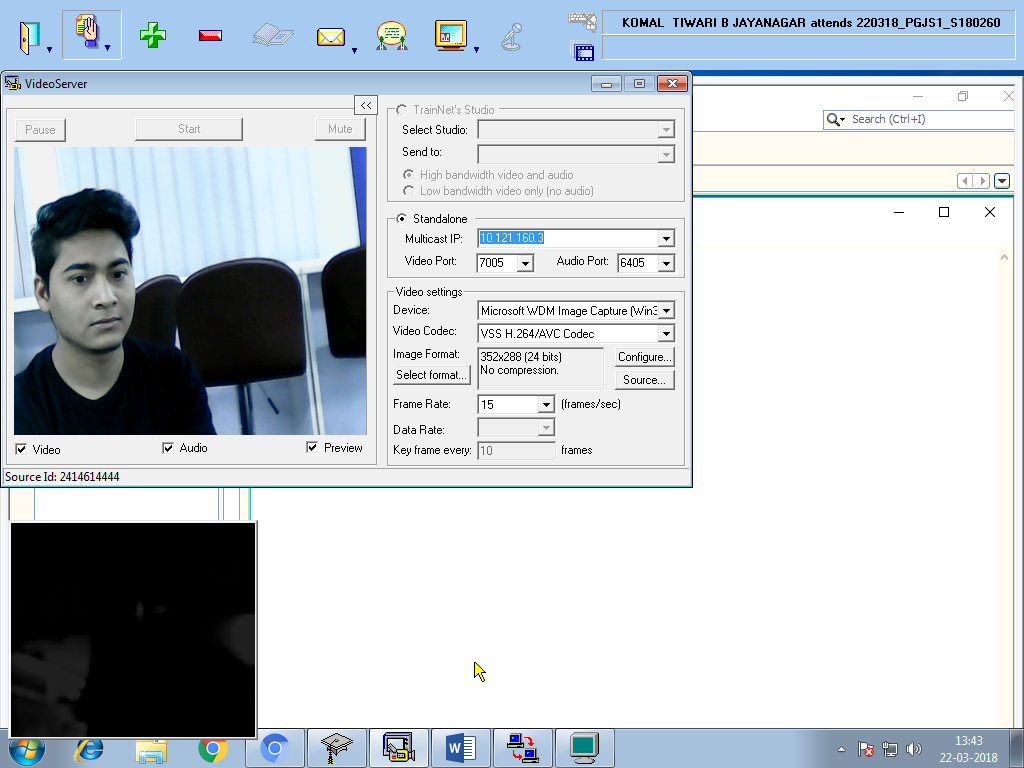 KOMAL TIWARI B JAYANAGAR attends 220318_PGJS1_S180260
VideoServer
<<
Search (Ctrl+I)
Pause
Start
Mute
TrainNet's Studio
Select Studio:
Send to:
High bandwidth video and audio
Low bandwidth video only (no audio)
Standalone
Multicast IP: 10.121.160.3
Video Port: 7005 Audio Port: 6405
Video settings
Device: Microsoft WDM Image Capture (Win3
Video Codec: VSS H.264/AVC Codec
Image Format: 352x288 (24 bits)
No compression.
Configure...
Select format...
Source...
Frame Rate: 15 (frames/sec)
Data Rate:
Key frame every: 10 frames
Video
Audio
Preview
Source Id: 2414614444
13:43
22-03-2018